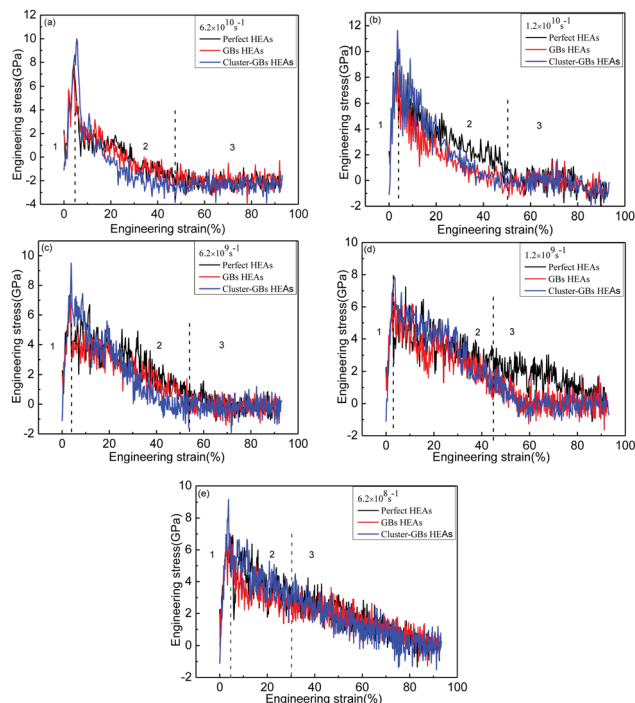 (a)
6.2×10¹⁰s⁻¹
Perfect HEAs
GBs HEAs
Cluster-GBs HEAs
1
2
3
Engineering stress(GPa)
12
10
8
6
4
2
0
-2
-4
0
20
40
60
80
100
Engineering strain(%)
(b)
1.2×10¹⁰s⁻¹
Perfect HEAs
GBs HEAs
Cluster-GBs HEAs
1
2
3
Engineering stress(GPa)
12
10
8
6
4
2
0
-2
0
20
40
60
80
100
Engineering strain(%)
(c)
6.2×10⁹s⁻¹
Perfect HEAs
GBs HEAs
Cluster-GBs HEAs
1
2
3
Engineering stress(GPa)
10
8
6
4
2
0
-2
0
20
40
60
80
100
Engineering strain(%)
(d)
1.2×10⁹s⁻¹
Perfect HEAs
GBs HEAs
Cluster-GBs HEAs
1
2
3
Engineering stress(GPa)
10
8
6
4
2
0
-2
0
20
40
60
80
100
Engineering strain(%)
(e)
6.2×10⁸s⁻¹
Perfect HEAs
GBs HEAs
Cluster-GBs HEAs
1
2
3
Engineering stress(GPa)
10
8
6
4
2
0
-2
0
20
40
60
80
100
Engineering strain(%)